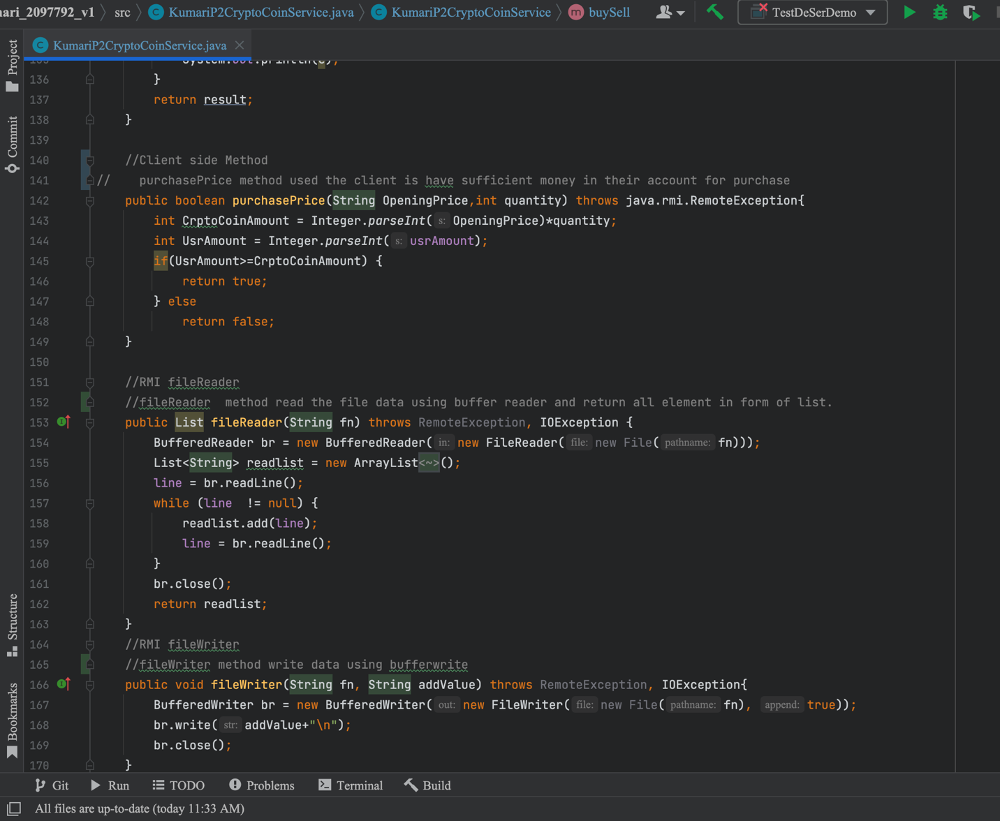 ari_2097792_v1 src KumariP2CryptoCoinService.java KumariP2CryptoCoinService m buySell TestDeSerDemo
C KumariP2CryptoCoinService.java
Project
Commit
Structure
Bookmarks
135 System.out.println(e);
136 }
137 return result;
138 }
139
140 //Client side Method
141 // purchasePrice method used the client is have sufficient money in their account for purchase
142 public boolean purchasePrice(String OpeningPrice,int quantity) throws java.rmi.RemoteException{
143 int CrptoCoinAmount = Integer.parseInt( s: OpeningPrice)*quantity;
144 int UsrAmount = Integer.parseInt( s: usrAmount);
145 if(UsrAmount>=CrptoCoinAmount) {
146 return true;
147 } else
148 return false;
149 }
150
151 //RMI fileReader
152 //fileReader  method read the file data using buffer reader and return all element in form of list.
153 public List fileReader(String fn) throws RemoteException, IOException {
154 BufferedReader br = new BufferedReader( in: new FileReader( file: new File( pathname: fn)));
155 List<String> readlist = new ArrayList<~>();
156 line = br.readLine();
157 while (line  != null) {
158 readlist.add(line);
159 line = br.readLine();
160 }
161 br.close();
162 return readlist;
163 }
164 //RMI fileWriter
165 //fileWriter method write data using bufferwrite
166 public void fileWriter(String fn, String addValue) throws RemoteException, IOException{
167 BufferedWriter br = new BufferedWriter( out: new FileWriter( file: new File( pathname: fn), append: true));
168 br.write( str: addValue+"\n");
169 br.close();
170 }
Git Run TODO Problems Terminal Build
All files are up-to-date (today 11:33 AM)